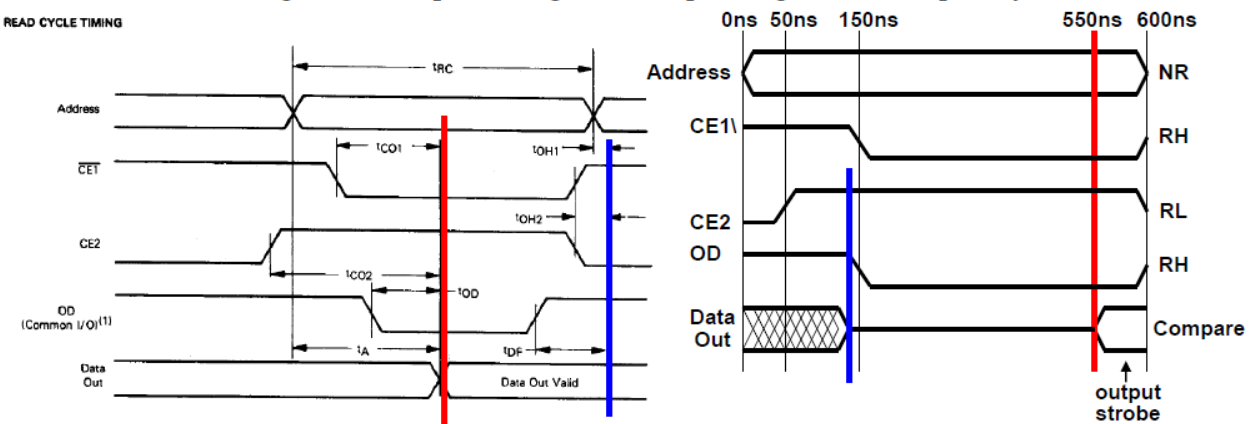 READ CYCLE TIMING
tRC
Address
tCO1
tOH1
CE1
tOH2
CE2
tCO2
tOD
OD
(Common I/O)(1)
tA
tDF
Data
Out
Data Out Valid
0ns 50ns 150ns 550ns 600ns
Address NR
CE1\ RH
CE2 RL
OD RH
Data
Out
Compare
output
strobe